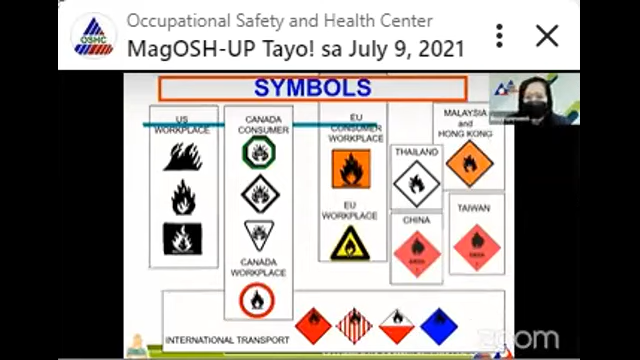 Occupational Safety and Health Center
MagOSH-UP Tayo! sa July 9, 2021
OSHC
SYMBOLS
US
WORKPLACE
CANADA
CONSUMER
CANADA
WORKPLACE
EU
CONSUMER
WORKPLACE
EU
WORKPLACE
THAILAND
CHINA
MALAYSIA
and
HONG KONG
TAIWAN
INTERNATIONAL TRANSPORT
zoom